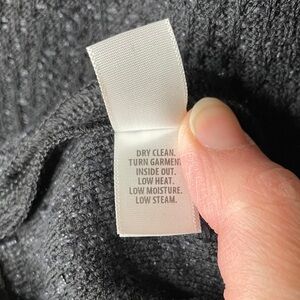 DRY CLEAN.
TURN GARMENT
INSIDE OUT.
LOW HEAT.
LOW MOISTURE.
LOW STEAM.